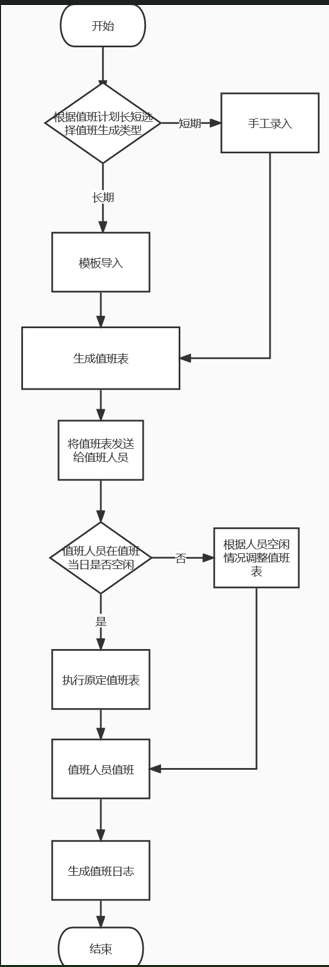 开始
根据值班计划长短选
择值班生成类型
短期
手工录入
长期
模板导入
生成值班表
将值班表发送
给值班人员
值班人员在值班
当日是否空闲
否
根据人员空闲
情况调整值班
表
是
执行原定值班表
值班人员值班
生成值班日志
结束